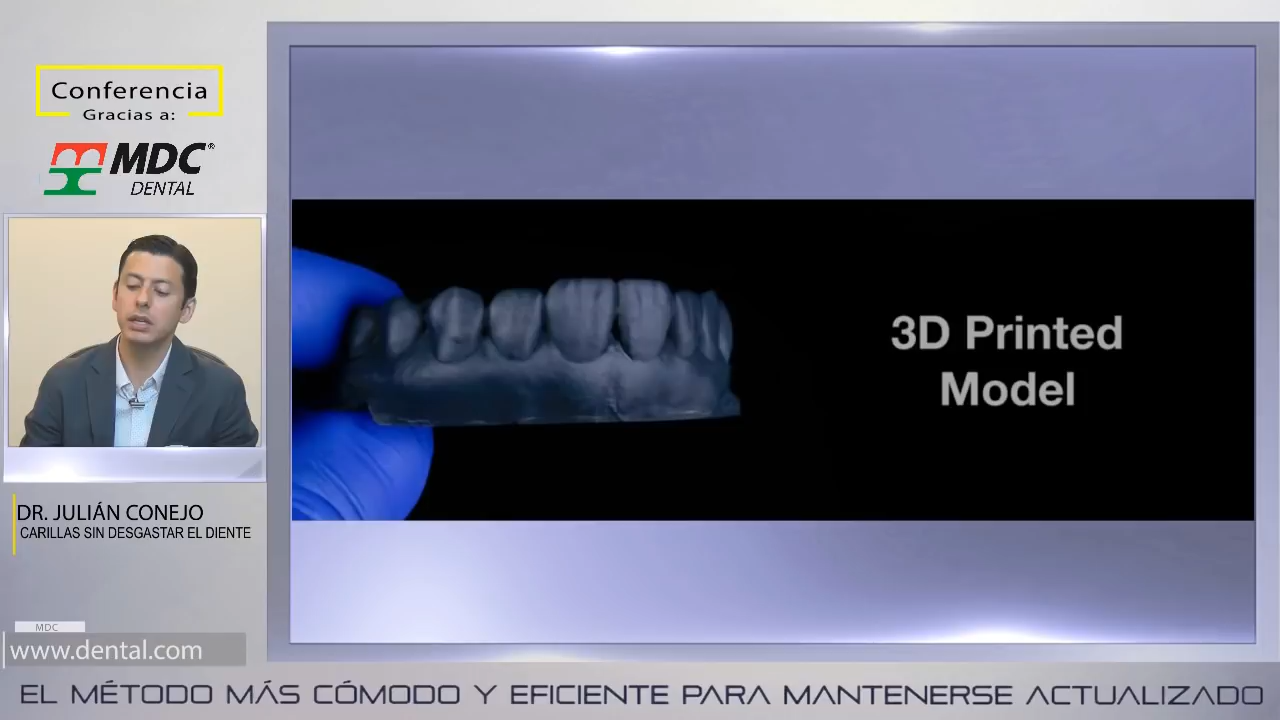 Conferencia
Gracias a:
MDC®
DENTAL
3D Printed
Model
DR. JULIÁN CONEJO
CARILLAS SIN DESGASTAR EL DIENTE
MDC
www.dental.com
EL MÉTODO MÁS CÓMODO Y EFICIENTE PARA MANTENERSE ACTUALIZADO